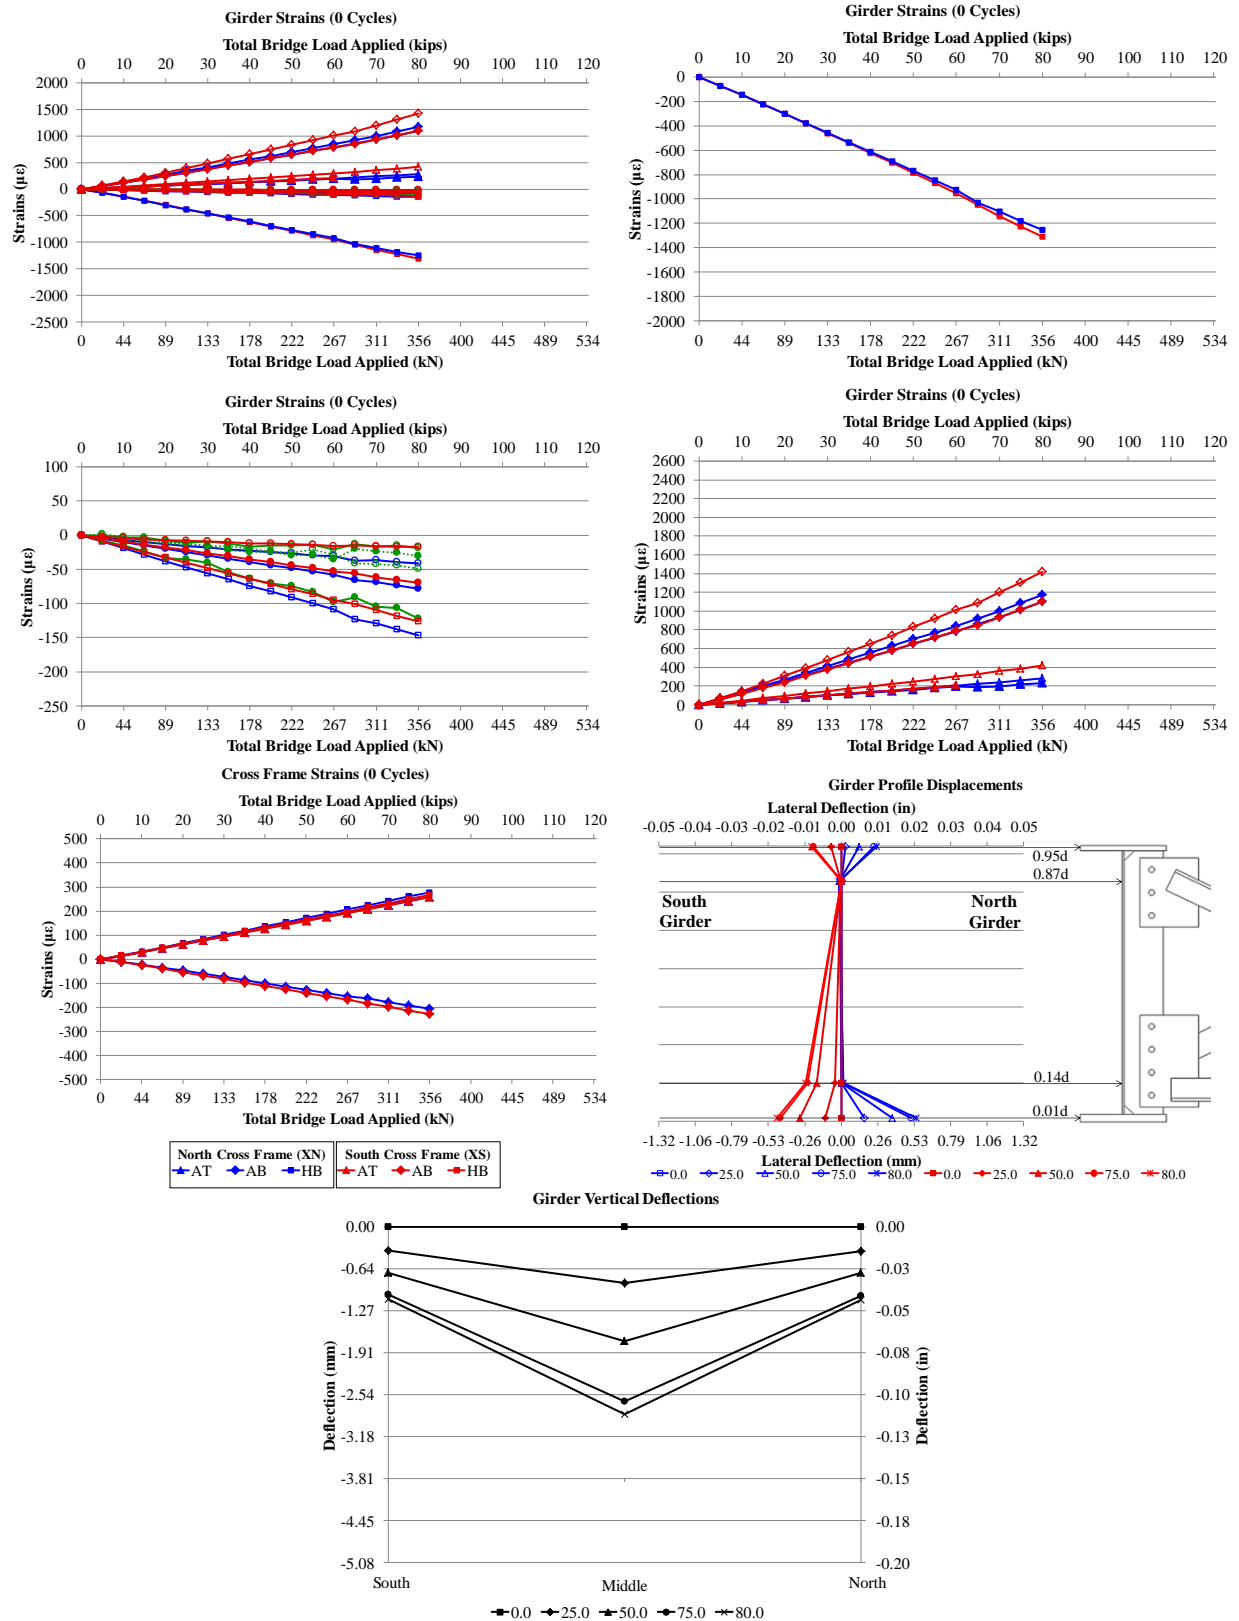 Girder Strains (0 Cycles)
Total Bridge Load Applied (kips)
0 10 20 30 40 50 60 70 80 90 100 110 120
2000
1500
1000
500
0
-500
-1000
-1500
-2000
-2500
Strains (με)
0 44 89 133 178 222 267 311 356 400 445 489 534
Total Bridge Load Applied (kN)
Girder Strains (0 Cycles)
Total Bridge Load Applied (kips)
0 10 20 30 40 50 60 70 80 90 100 110 120
0
-200
-400
-600
-800
-1000
-1200
-1400
-1600
-1800
-2000
Strains (με)
0 44 89 133 178 222 267 311 356 400 445 489 534
Total Bridge Load Applied (kN)
Girder Strains (0 Cycles)
Total Bridge Load Applied (kips)
0 10 20 30 40 50 60 70 80 90 100 110 120
100
50
0
-50
-100
-150
-200
-250
Strains (με)
0 44 89 133 178 222 267 311 356 400 445 489 534
Total Bridge Load Applied (kN)
Girder Strains (0 Cycles)
Total Bridge Load Applied (kips)
0 10 20 30 40 50 60 70 80 90 100 110 120
2600
2400
2200
2000
1800
1600
1400
1200
1000
800
600
400
200
0
Strains (με)
0 44 89 133 178 222 267 311 356 400 445 489 534
Total Bridge Load Applied (kN)
Cross Frame Strains (0 Cycles)
Total Bridge Load Applied (kips)
0 10 20 30 40 50 60 70 80 90 100 110 120
500
400
300
200
100
0
-100
-200
-300
-400
-500
Strains (με)
0 44 89 133 178 222 267 311 356 400 445 489 534
Total Bridge Load Applied (kN)
North Cross Frame (XN)
AT AB HB
South Cross Frame (XS)
AT AB HB
Girder Profile Displacements
Lateral Deflection (in)
-0.05 -0.04 -0.03 -0.02 -0.01 0.00 0.01 0.02 0.03 0.04 0.05
0.95d
0.87d
South Girder
North Girder
0.14d
0.01d
-1.32 -1.06 -0.79 -0.53 -0.26 0.00 0.26 0.53 0.79 1.06 1.32
Lateral Deflection (mm)
0.0 25.0 50.0 75.0 80.0 0.0 25.0 50.0 75.0 80.0
Girder Vertical Deflections
0.00
-0.64
-1.27
-1.91
-2.54
-3.18
-3.81
-4.45
-5.08
Deflection (mm)
0.00
-0.03
-0.05
-0.08
-0.10
-0.13
-0.15
-0.18
-0.20
Deflection (in)
South Middle North
0.0 25.0 50.0 75.0 80.0